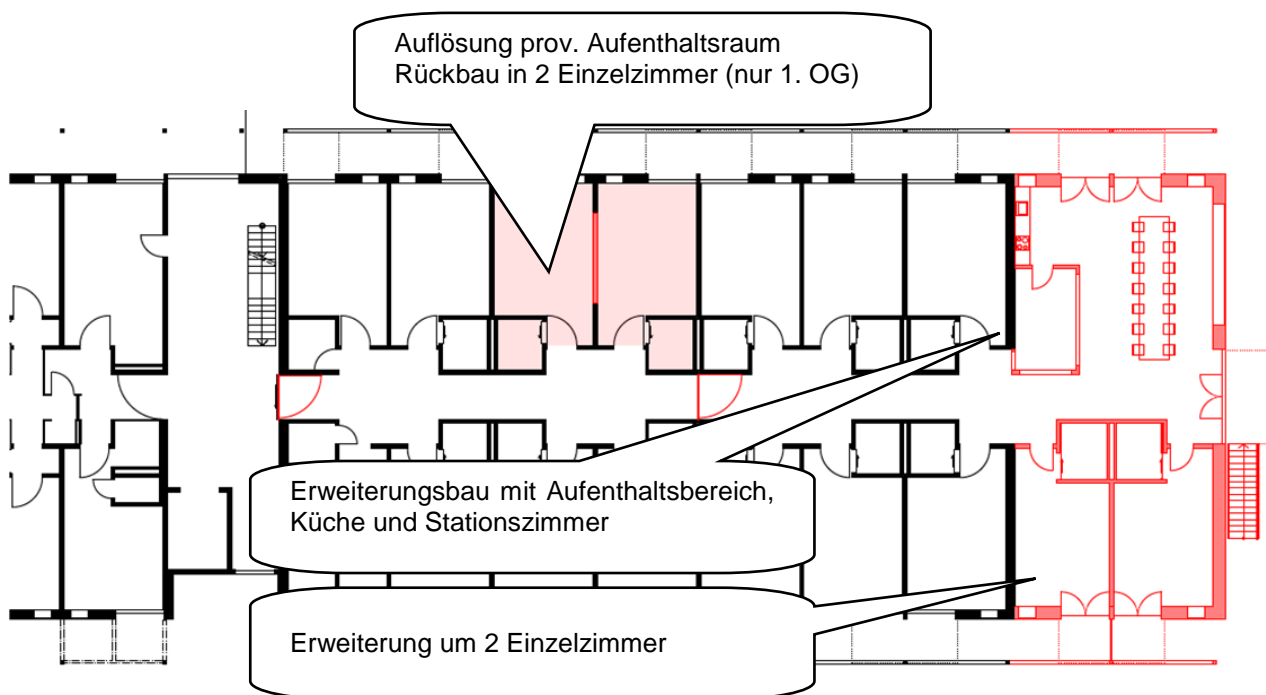 Auflösung prov. Aufenthaltsraum
Rückbau in 2 Einzelzimmer (nur 1. OG)
Erweiterungsbau mit Aufenthaltsbereich,
Küche und Stationszimmer
Erweiterung um 2 Einzelzimmer